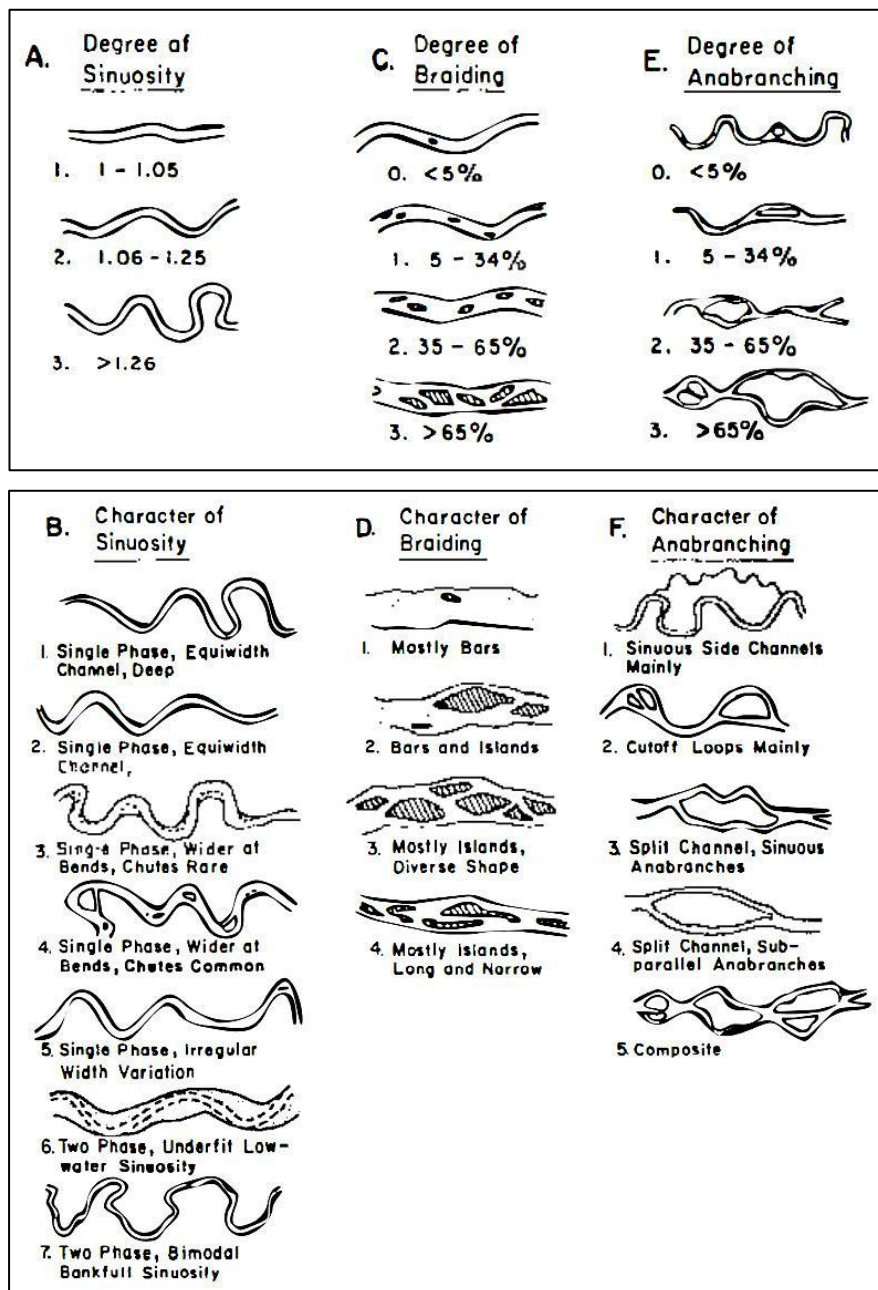 A. Degree af
Sinuosity
1. 1 - 1.05
2. 1.06 - 1.25
3. >1.26
C. Degree of
Braiding
0. <5%
1. 5 - 34%
2. 35 - 65%
3. >65%
E. Degree of
Anabranching
0. <5%
1. 5 - 34%
2. 35 - 65%
3. >65%
B. Character of
Sinuosity
1. Single Phase, Equiwidth
Channel, Deep
2. Single Phase, Equiwidth
Channel,
3. Single Phase, Wider at
Bends, Chutes Rare
4. Single Phase, Wider at
Bends, Chutes Common
5. Single Phase, Irregular
Width Variation
6. Two Phase, Underfit Low-
water Sinuosity
7. Two Phase, Bimodal
Bankfull Sinuosity
D. Character of
Braiding
1. Mostly Bars
2. Bars and Islands
3. Mostly Islands,
Diverse Shape
4. Mostly Islands,
Long and Narrow
F. Character of
Anabranching
1. Sinuous Side Channels
Mainly
2. Cutoff Loops Mainly
3. Split Channel, Sinuous
Anabranches
4. Split Channel, Sub-
parallel Anabranches
5. Composite